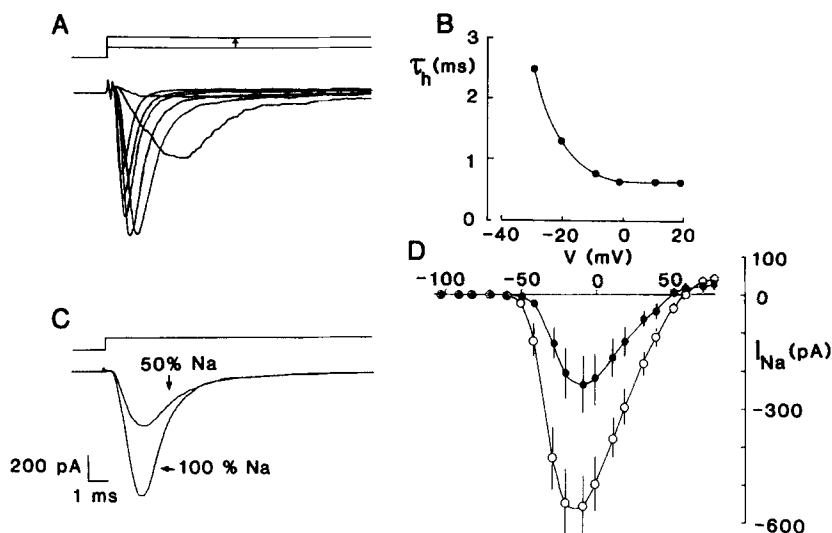 A
B
3
τh (ms)
2
1
0
-40 -20 0 20
V (mV)
C
50% Na
100 % Na
200 pA
1 ms
D
100
-100 -50 0 50
0
INa (pA)
-300
-600